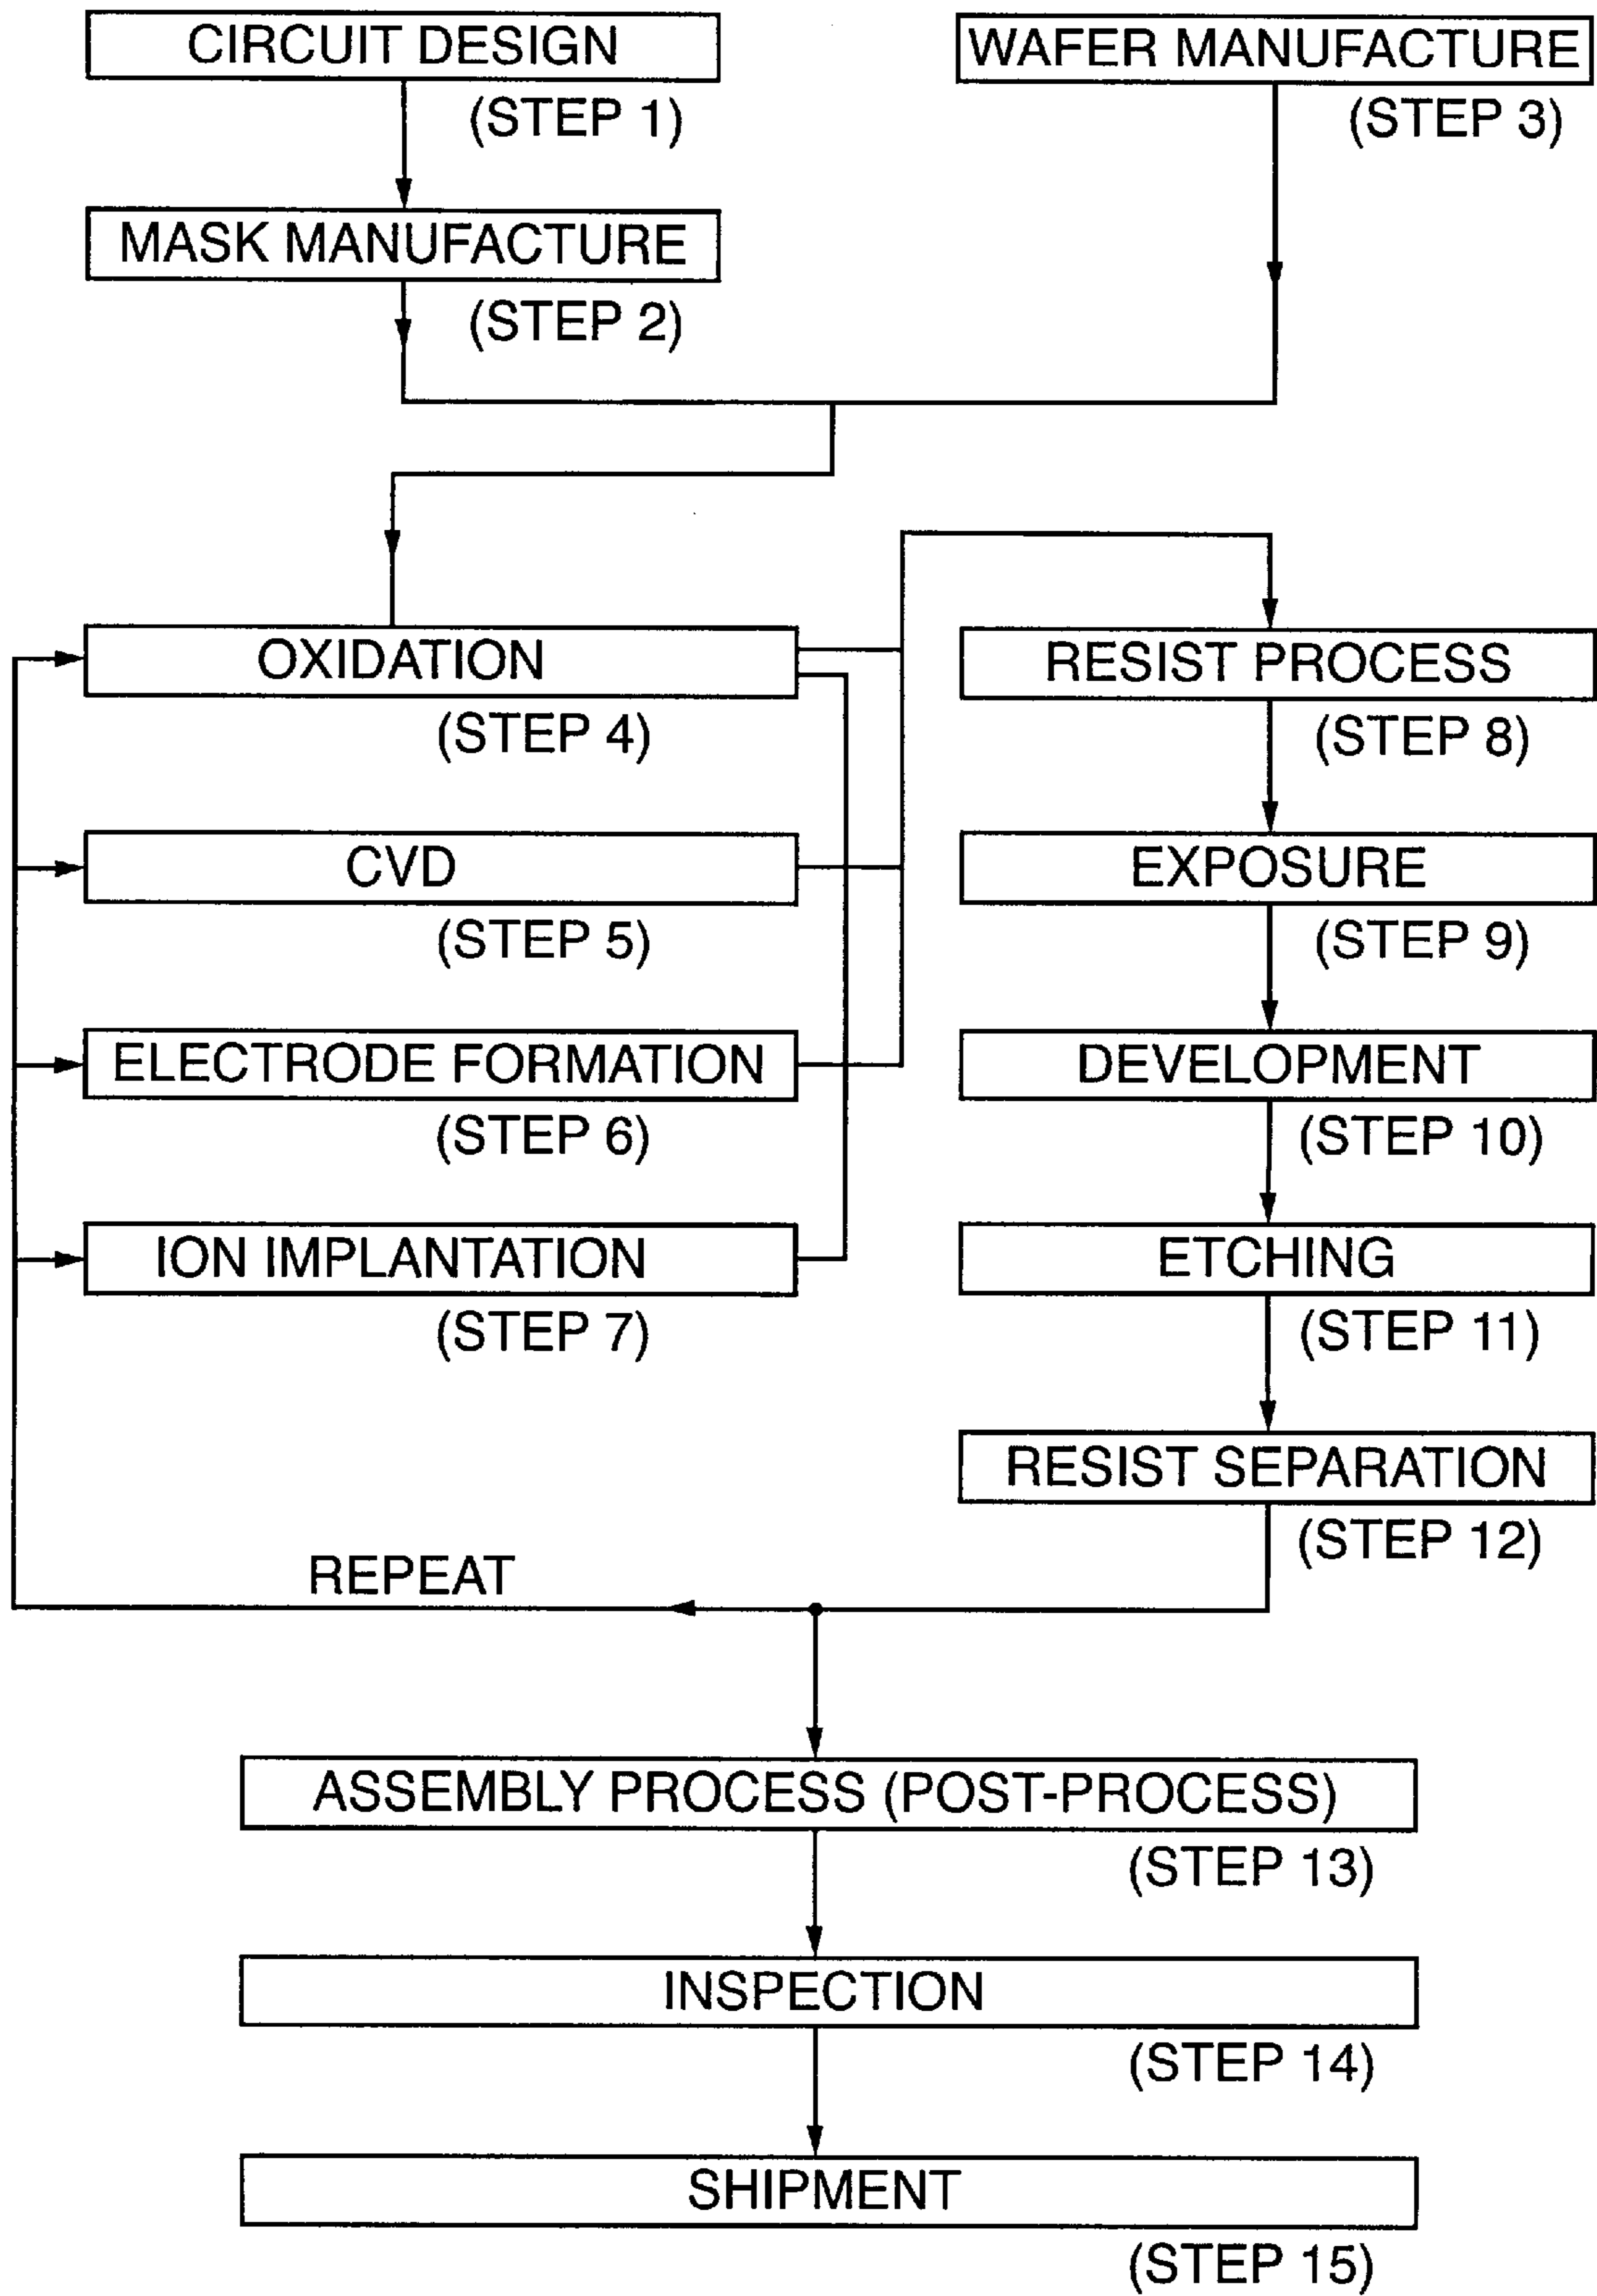 CIRCUIT DESIGN
(STEP 1)
WAFER MANUFACTURE
(STEP 3)
MASK MANUFACTURE
(STEP 2)
OXIDATION
(STEP 4)
CVD
(STEP 5)
ELECTRODE FORMATION
(STEP 6)
ION IMPLANTATION
(STEP 7)
RESIST PROCESS
(STEP 8)
EXPOSURE
(STEP 9)
DEVELOPMENT
(STEP 10)
ETCHING
(STEP 11)
RESIST SEPARATION
(STEP 12)
REPEAT
ASSEMBLY PROCESS (POST-PROCESS)
(STEP 13)
INSPECTION
(STEP 14)
SHIPMENT
(STEP 15)